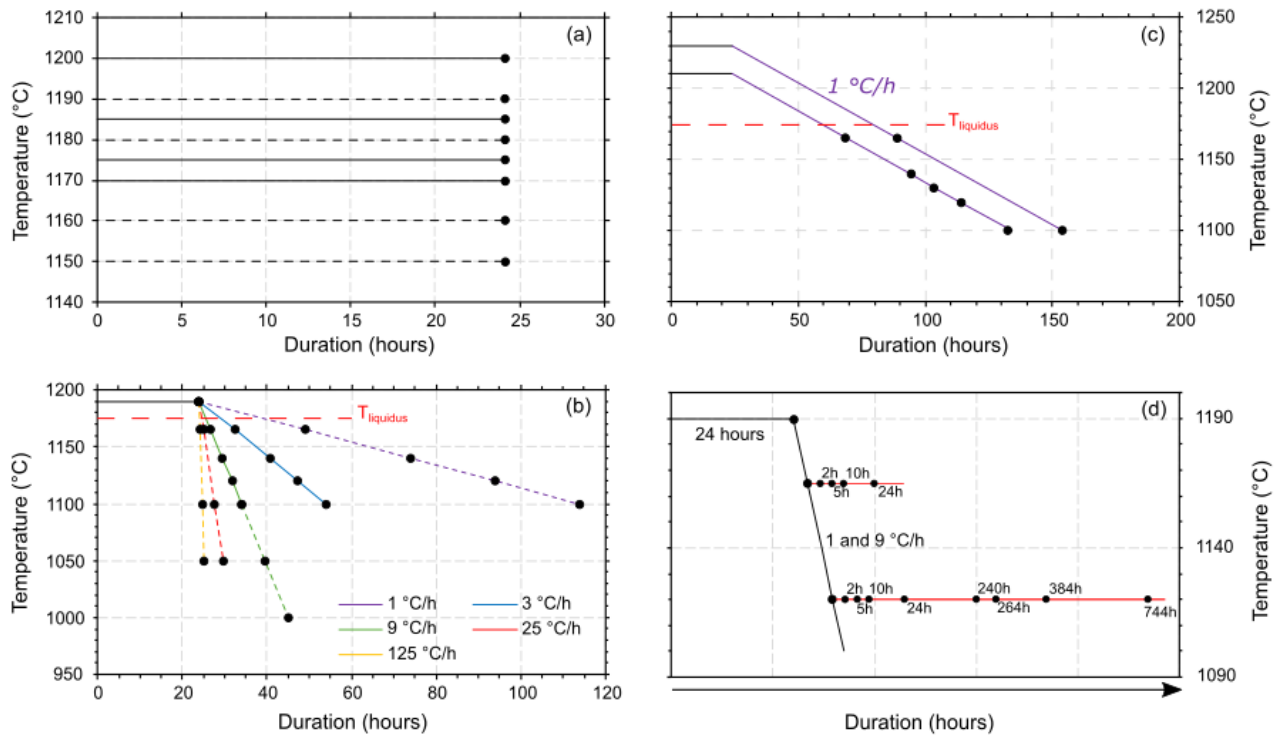 (a)
Temperature (°C)
1210
1200
1190
1180
1170
1160
1150
1140
0 5 10 15 20 25 30
Duration (hours)
(c)
1 °C/h
Tliquidus
1250
1200
1150
1100
1050
Temperature (°C)
0 50 100 150 200
Duration (hours)
(b)
Temperature (°C)
1200
1150
1100
1050
1000
950
Tliquidus
1 °C/h 3 °C/h
9 °C/h 25 °C/h
125 °C/h
0 20 40 60 80 100 120
Duration (hours)
(d)
24 hours
2h 10h
5h 24h
1 and 9 °C/h
2h 10h 240h 384h
5h 24h 264h 744h
1190
1140
1090
Temperature (°C)
Duration (hours)